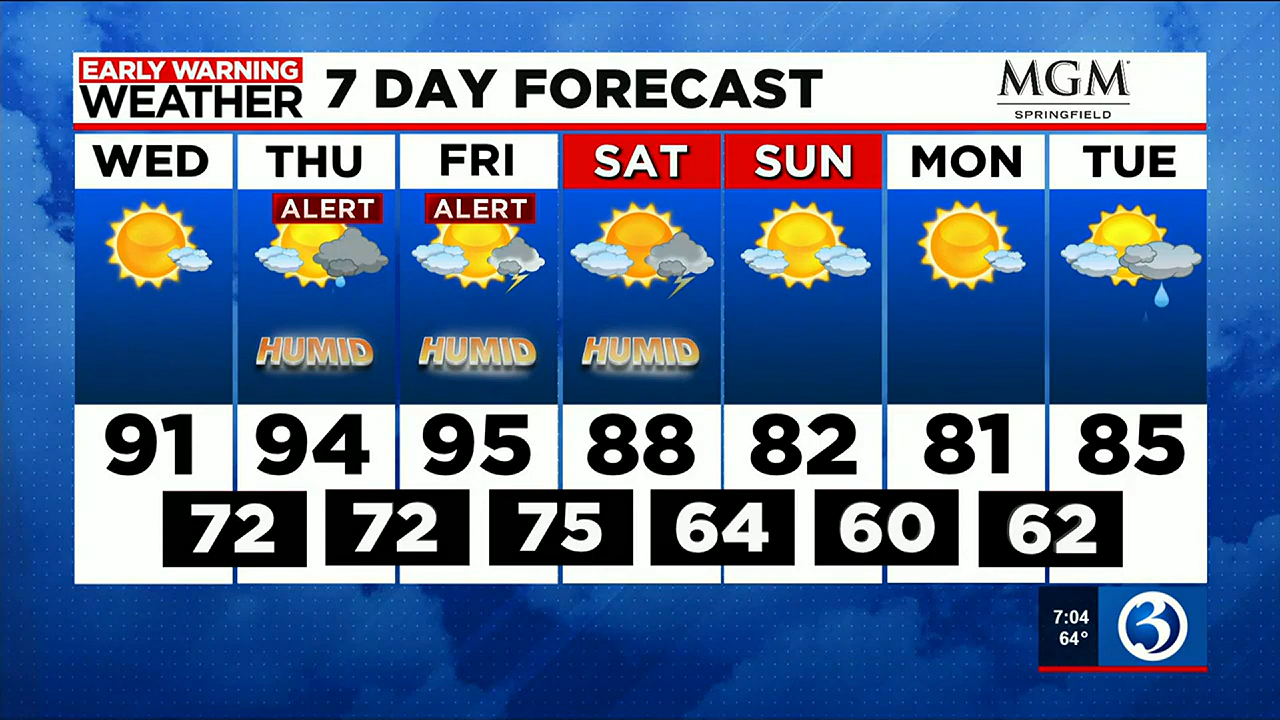 EARLY WARNING
WEATHER
7 DAY FORECAST
MGM
SPRINGFIELD
WED THU FRI SAT SUN MON TUE
ALERT ALERT
HUMID HUMID HUMID
91 94 95 88 82 81 85
72 72 75 64 60 62
7:04
64°
3